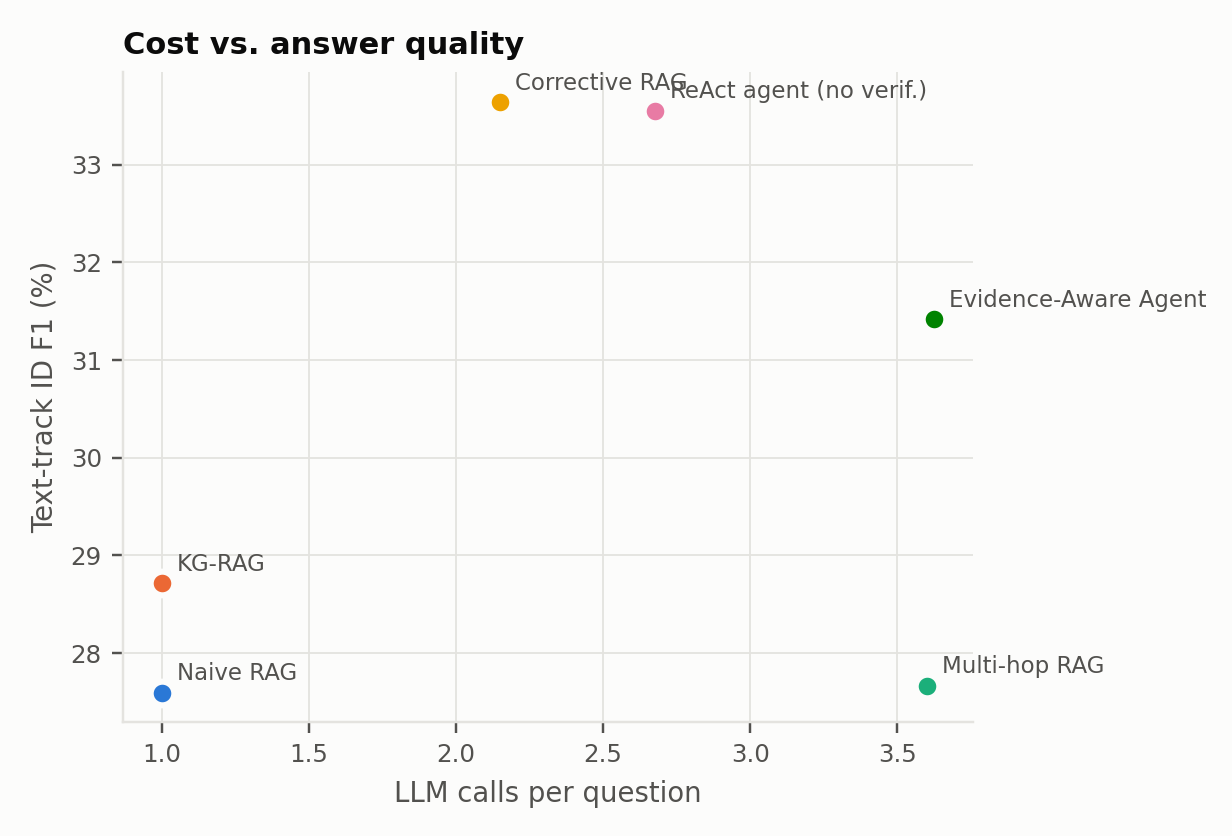 Cost vs. answer quality
Corrective RAG
ReAct agent (no verif.)
33
32
Evidence-Aware Agent
31
30
29
KG-RAG
28
Naive RAG
Multi-hop RAG
Text-track ID F1 (%)
1.0 1.5 2.0 2.5 3.0 3.5
LLM calls per question